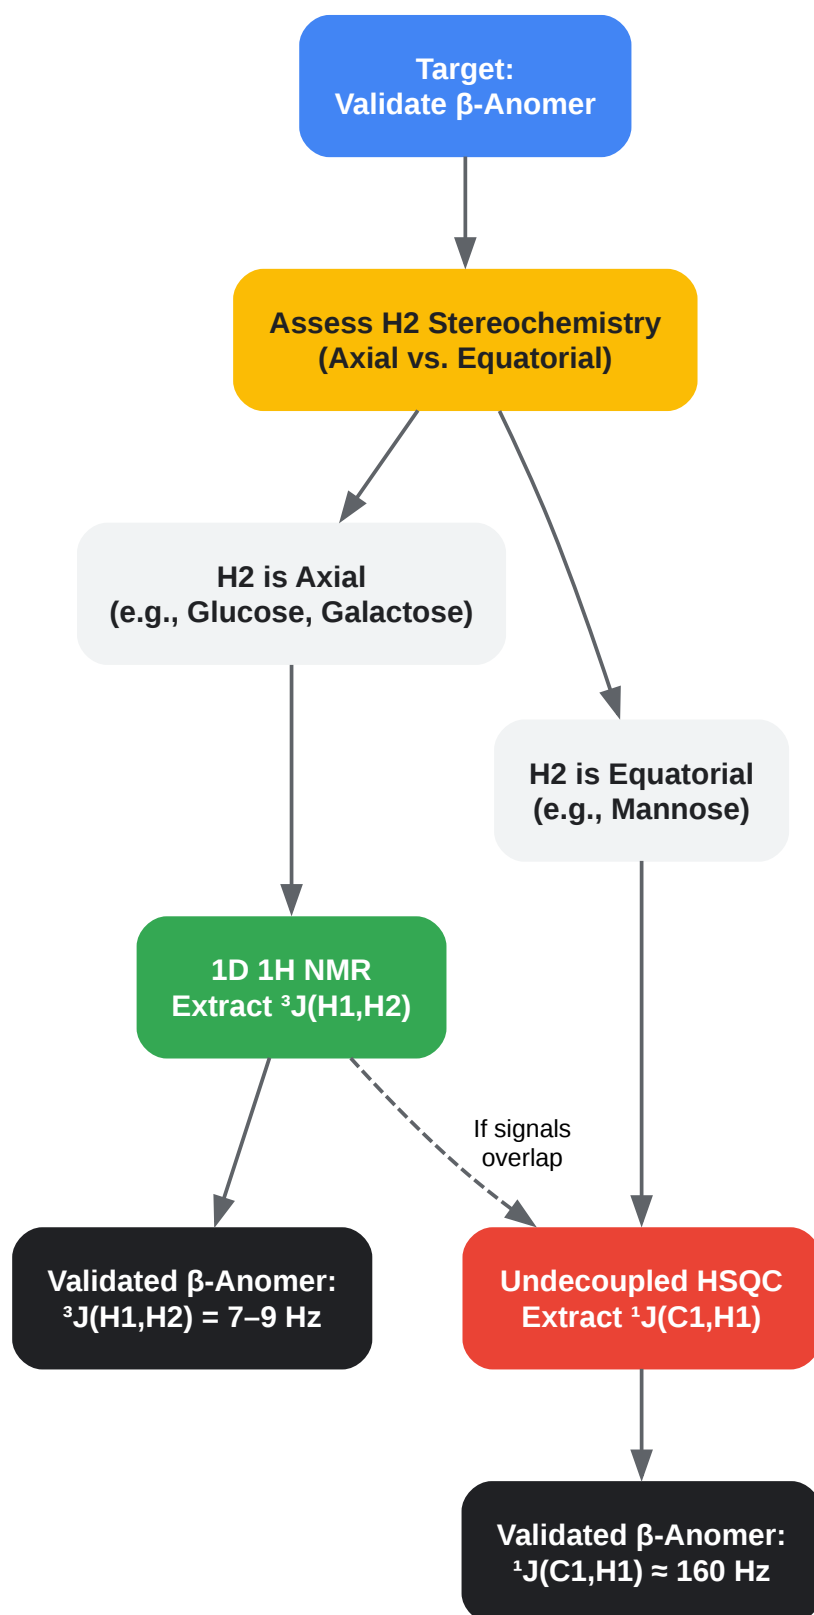 Target:
Validate β-Anomer
Assess H2 Stereochemistry
(Axial vs. Equatorial)
H2 is Axial
(e.g., Glucose, Galactose)
H2 is Equatorial
(e.g., Mannose)
1D 1H NMR
Extract ³J(H1,H2)
If signals
overlap
Validated β-Anomer:
³J(H1,H2) = 7–9 Hz
Undecoupled HSQC
Extract ¹J(C1,H1)
Validated β-Anomer:
¹J(C1,H1) ≈ 160 Hz